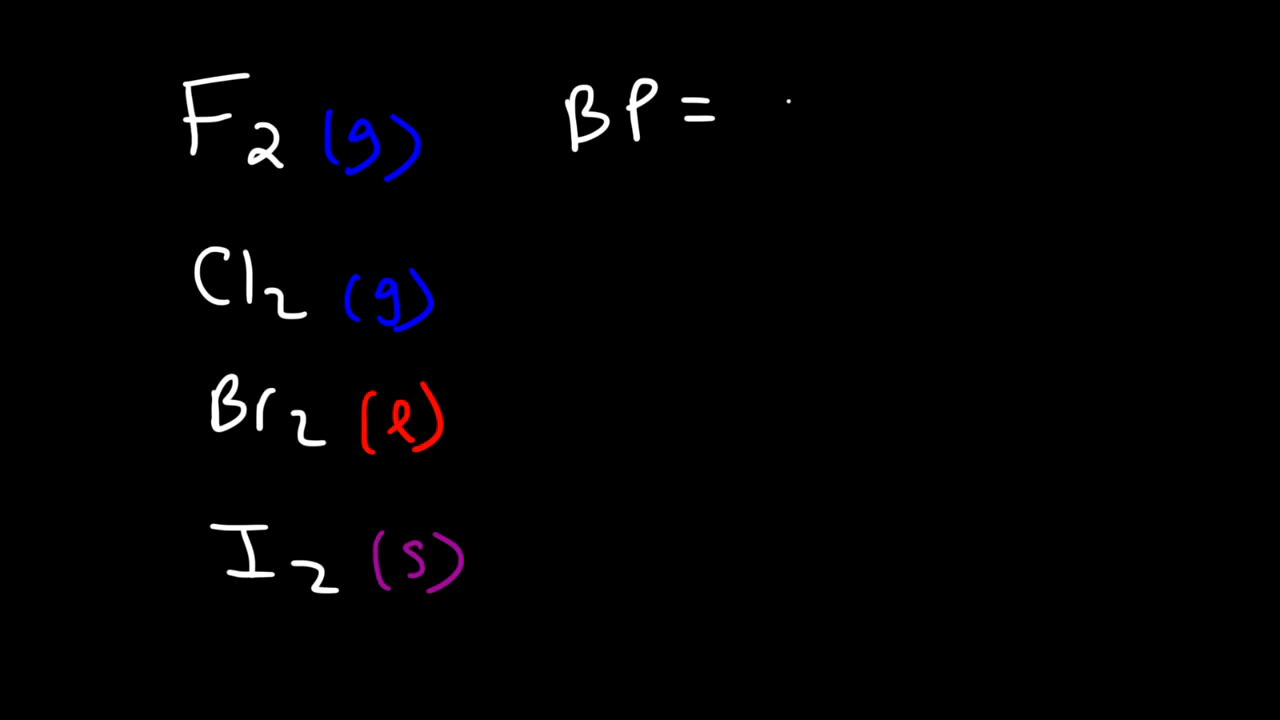 F₂ (g) BP =
Cl₂ (g)
Br₂ (l)
I₂ (s)